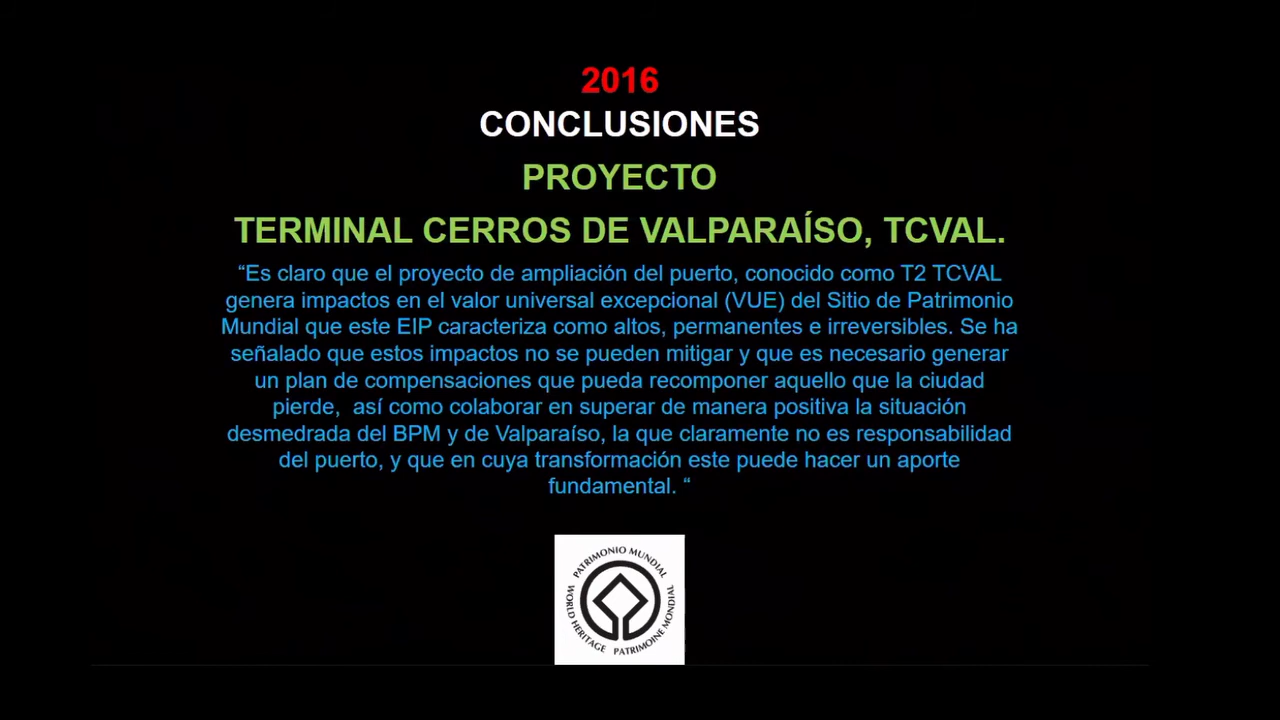 2016
CONCLUSIONES
PROYECTO
TERMINAL CERROS DE VALPARAÍSO, TCVAL.
“Es claro que el proyecto de ampliación del puerto, conocido como T2 TCVAL
genera impactos en el valor universal excepcional (VUE) del Sitio de Patrimonio
Mundial que este EIP caracteriza como altos, permanentes e irreversibles. Se ha
señalado que estos impactos no se pueden mitigar y que es necesario generar
un plan de compensaciones que pueda recomponer aquello que la ciudad
pierde,  así como colaborar en superar de manera positiva la situación
desmedrada del BPM y de Valparaíso, la que claramente no es responsabilidad
del puerto, y que en cuya transformación este puede hacer un aporte
fundamental. “
PATRIMONIO MUNDIAL
WORLD HERITAGE
PATRIMOINE MONDIAL